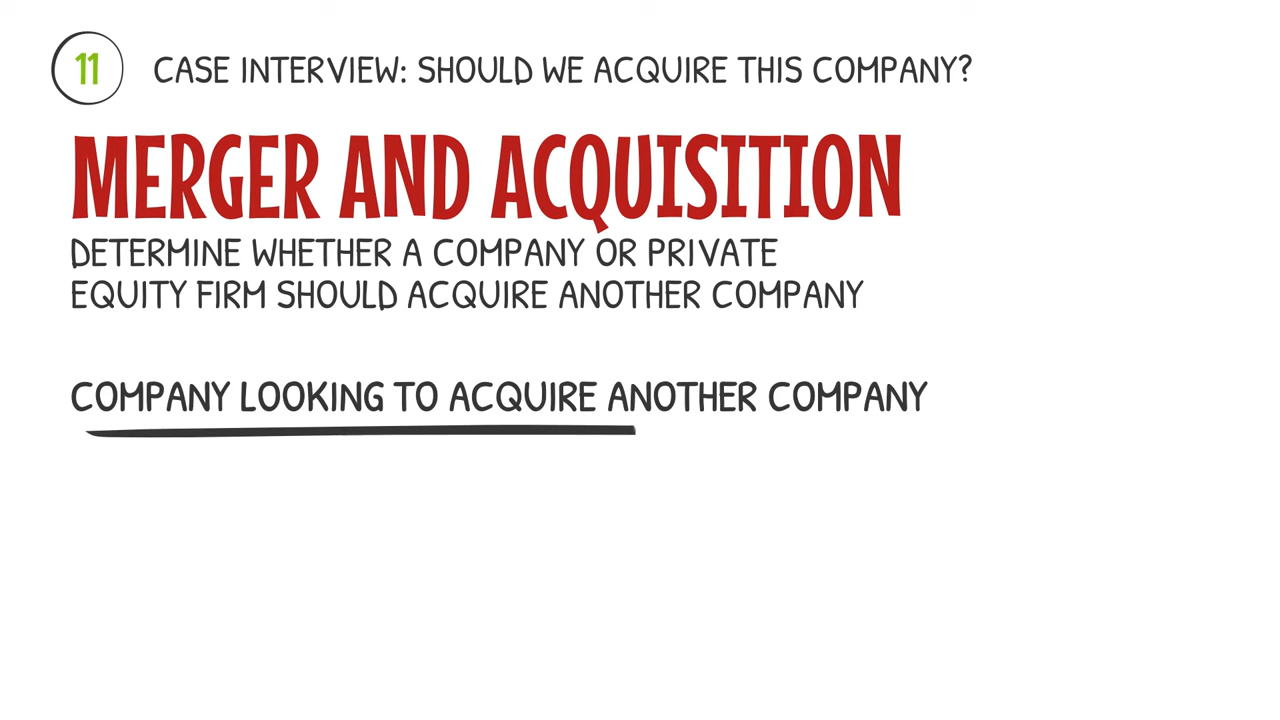 11 CASE INTERVIEW: SHOULD WE ACQUIRE THIS COMPANY?
MERGER AND ACQUISITION
DETERMINE WHETHER A COMPANY OR PRIVATE
EQUITY FIRM SHOULD ACQUIRE ANOTHER COMPANY
COMPANY LOOKING TO ACQUIRE ANOTHER COMPANY